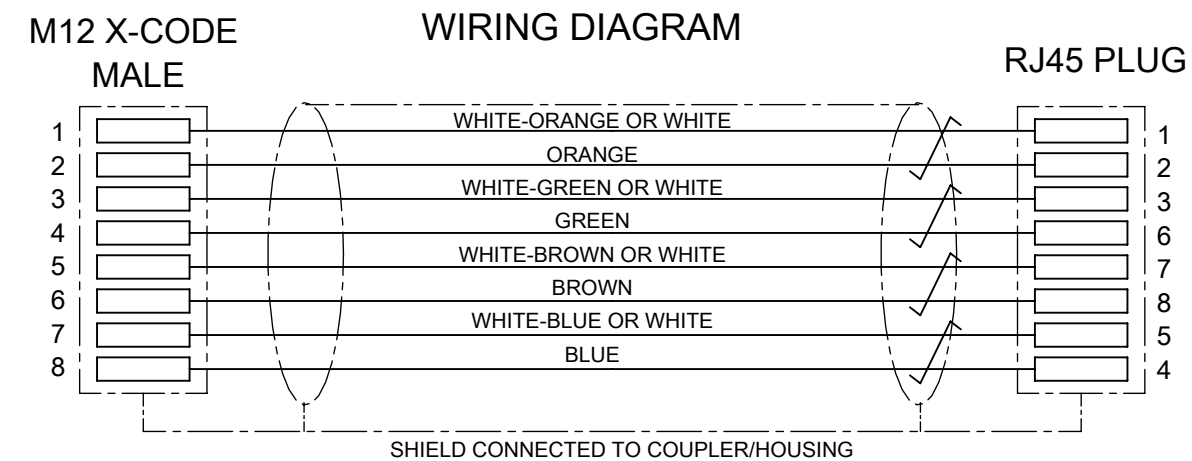 WIRING DIAGRAM
M12 X-CODE
MALE
RJ45 PLUG
1 WHITE-ORANGE OR WHITE 1
2 ORANGE 2
3 WHITE-GREEN OR WHITE 3
4 GREEN 6
5 WHITE-BROWN OR WHITE 7
6 BROWN 8
7 WHITE-BLUE OR WHITE 5
8 BLUE 4
SHIELD CONNECTED TO COUPLER/HOUSING